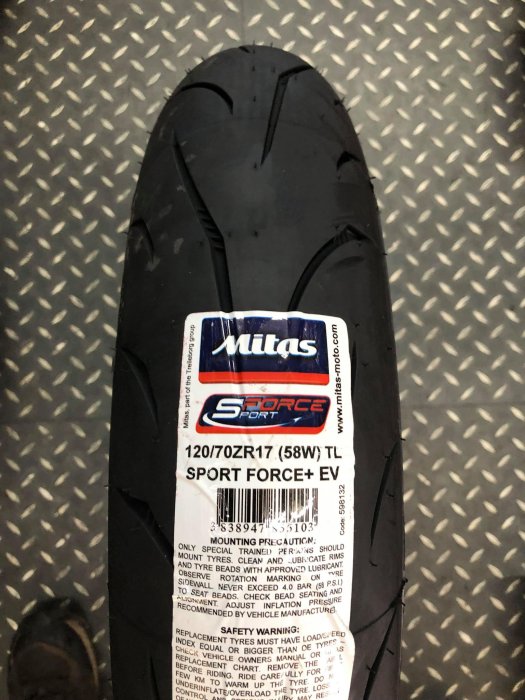 Mitas
Mitas, part of the Trelleborg group
www.mitas-moto.com
SPORT FORCE
120/70ZR17 (58W) TL
SPORT FORCE+ EV
Code: 598132
MOUNTING PRECAUTION:
ONLY SPECIAL TRAINED PERSONS SHOULD
MOUNT TYRES. CLEAN AND LUBRICATE RIMS
AND TYRE BEADS WITH APPROVED LUBRICANT
OBSERVE ROTATION MARKING ON TYRE
SIDEWALL. NEVER EXCEED 4.0 BAR (58 P.S.I.)
TO SEAT BEADS. CHECK BEAD SEATING AND
ALIGNMENT. ADJUST INFLATION PRESSURE
RECOMMENDED BY VEHICLE MANUFACTURER
SAFETY WARNING:
REPLACEMENT TYRES MUST HAVE LOAD/SPEED
INDEX EQUAL OR BIGGER THAN OE TYRES
CHECK VEHICLE OWNERS MANUAL OR
REPLACEMENT CHART. REMOVE THE
BEFORE RIDING. RIDE CAREFULLY FOR
FEW KM TO WARM UP THE TYRE. DO
UNDERINFLATE/OVERLOAD THE TYRE.